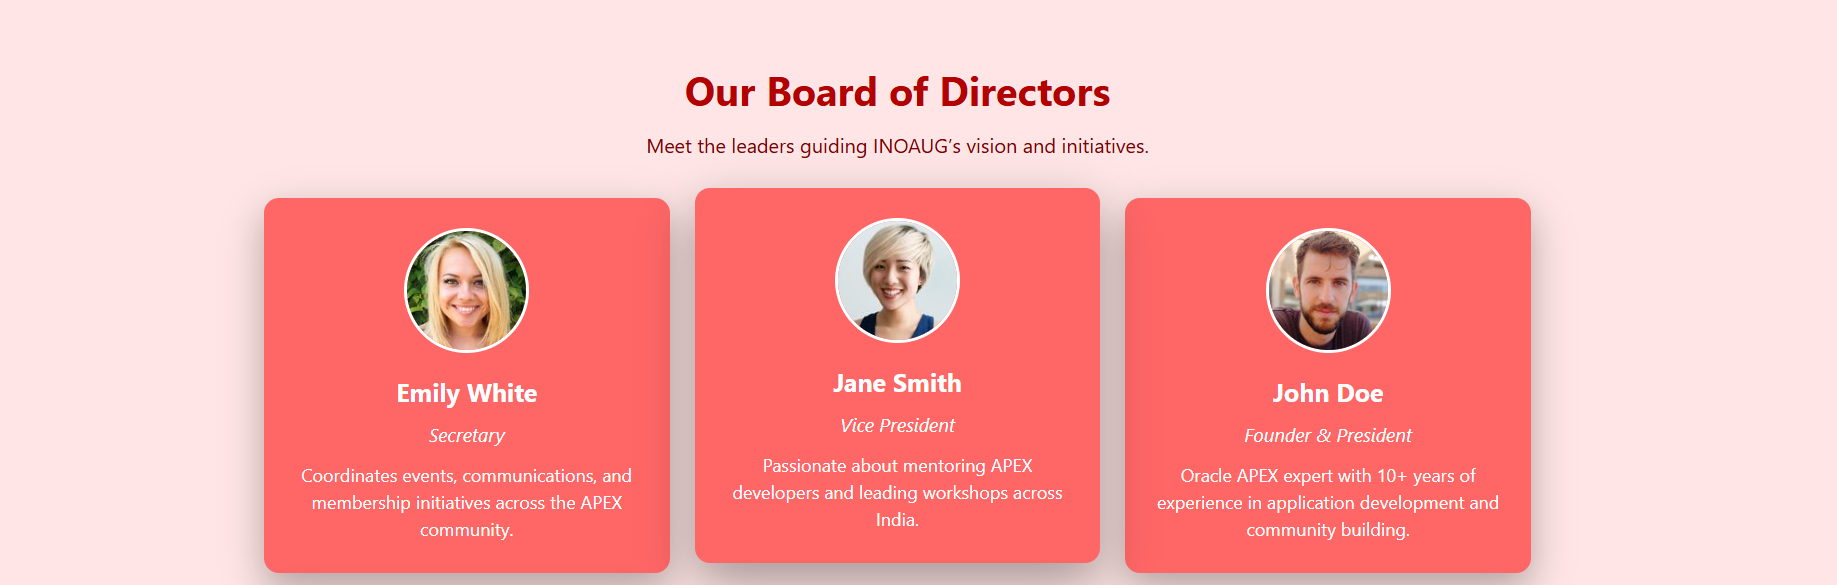 Our Board of Directors
Meet the leaders guiding INOAUG’s vision and initiatives.
Emily White
Secretary
Coordinates events, communications, and
membership initiatives across the APEX
community.
Jane Smith
Vice President
Passionate about mentoring APEX
developers and leading workshops across
India.
John Doe
Founder & President
Oracle APEX expert with 10+ years of
experience in application development and
community building.